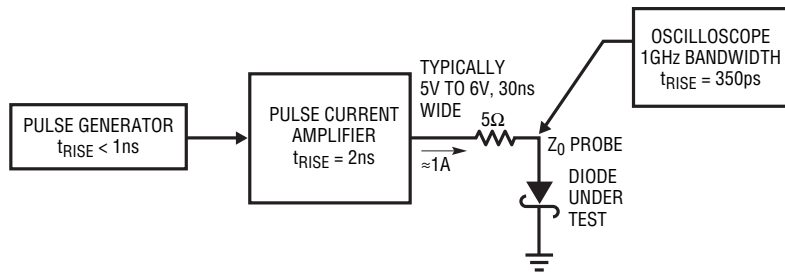 PULSE GENERATOR
tRISE < 1ns
PULSE CURRENT
AMPLIFIER
tRISE = 2ns
TYPICALLY
5V TO 6V, 30ns
WIDE
≈1A
5Ω
Z0 PROBE
OSCILLOSCOPE
1GHz BANDWIDTH
tRISE = 350ps
DIODE
UNDER
TEST